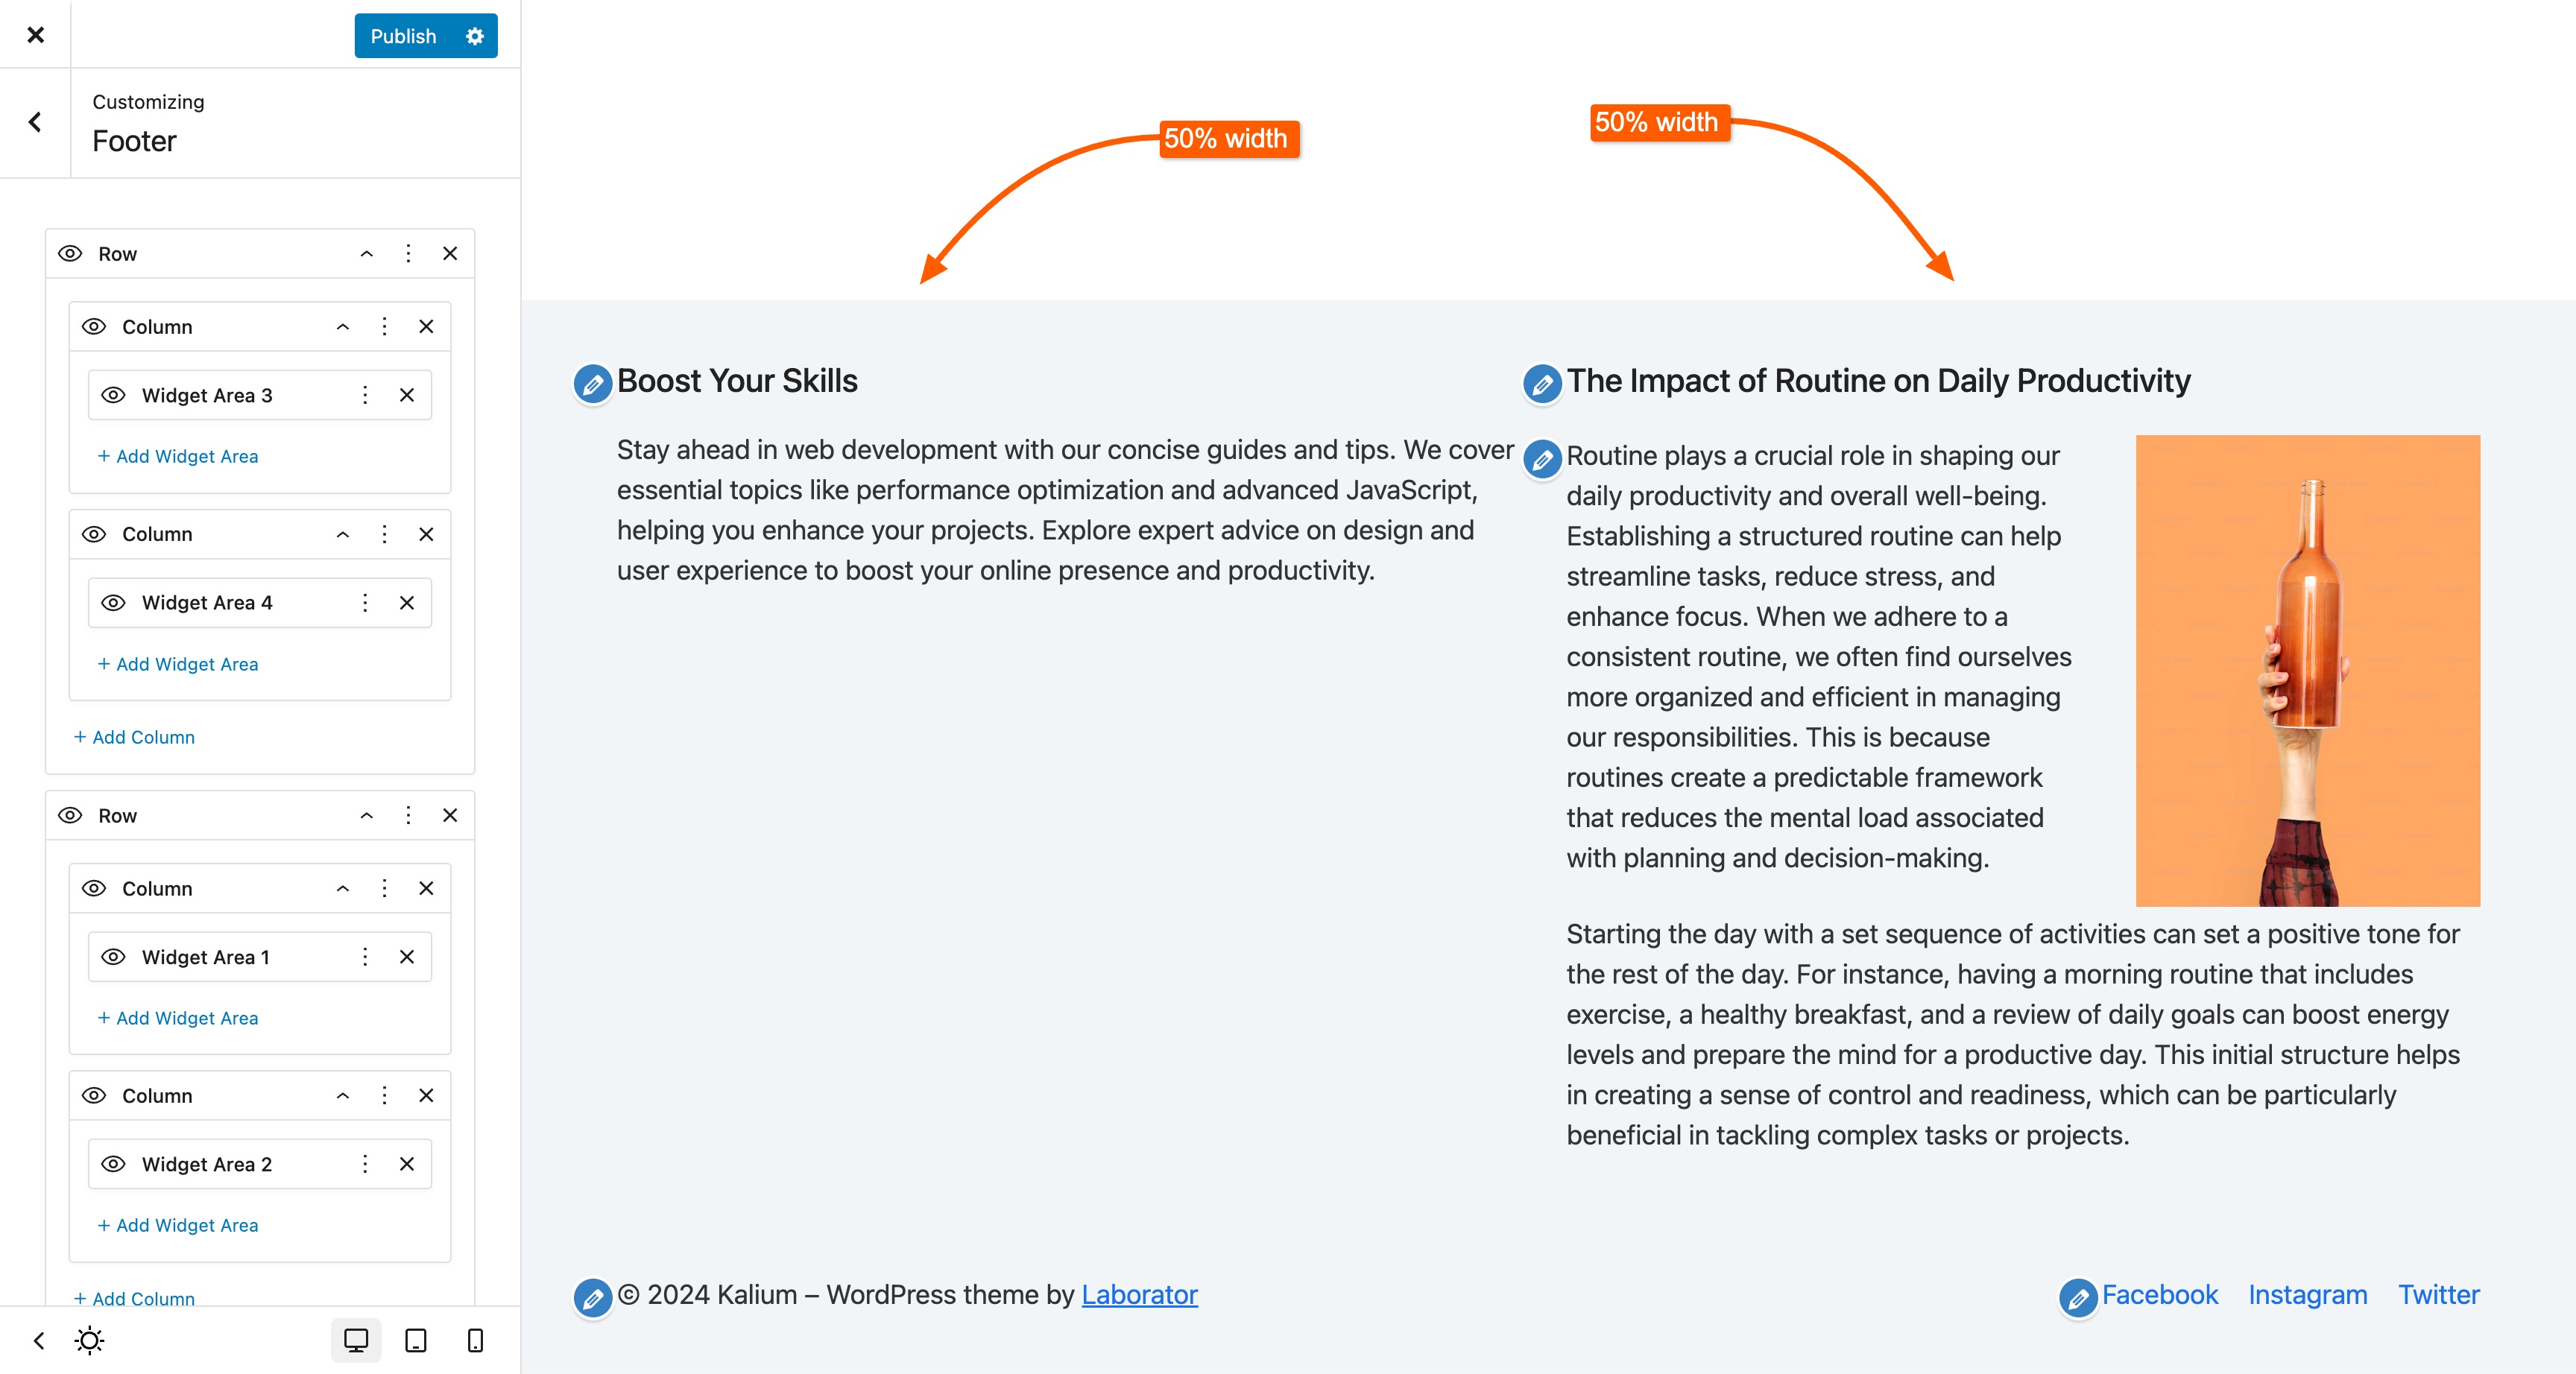 Publish
Customizing
Footer
Row
Column
Widget Area 3
+ Add Widget Area
Column
Widget Area 4
+ Add Widget Area
+ Add Column
Row
Column
Widget Area 1
+ Add Widget Area
Column
Widget Area 2
+ Add Widget Area
+ Add Column
50% width
50% width
Boost Your Skills
Stay ahead in web development with our concise guides and tips. We cover
essential topics like performance optimization and advanced JavaScript,
helping you enhance your projects. Explore expert advice on design and
user experience to boost your online presence and productivity.
The Impact of Routine on Daily Productivity
Routine plays a crucial role in shaping our
daily productivity and overall well-being.
Establishing a structured routine can help
streamline tasks, reduce stress, and
enhance focus. When we adhere to a
consistent routine, we often find ourselves
more organized and efficient in managing
our responsibilities. This is because
routines create a predictable framework
that reduces the mental load associated
with planning and decision-making.
Starting the day with a set sequence of activities can set a positive tone for
the rest of the day. For instance, having a morning routine that includes
exercise, a healthy breakfast, and a review of daily goals can boost energy
levels and prepare the mind for a productive day. This initial structure helps
in creating a sense of control and readiness, which can be particularly
beneficial in tackling complex tasks or projects.
© 2024 Kalium – WordPress theme by Laborator
Facebook Instagram Twitter